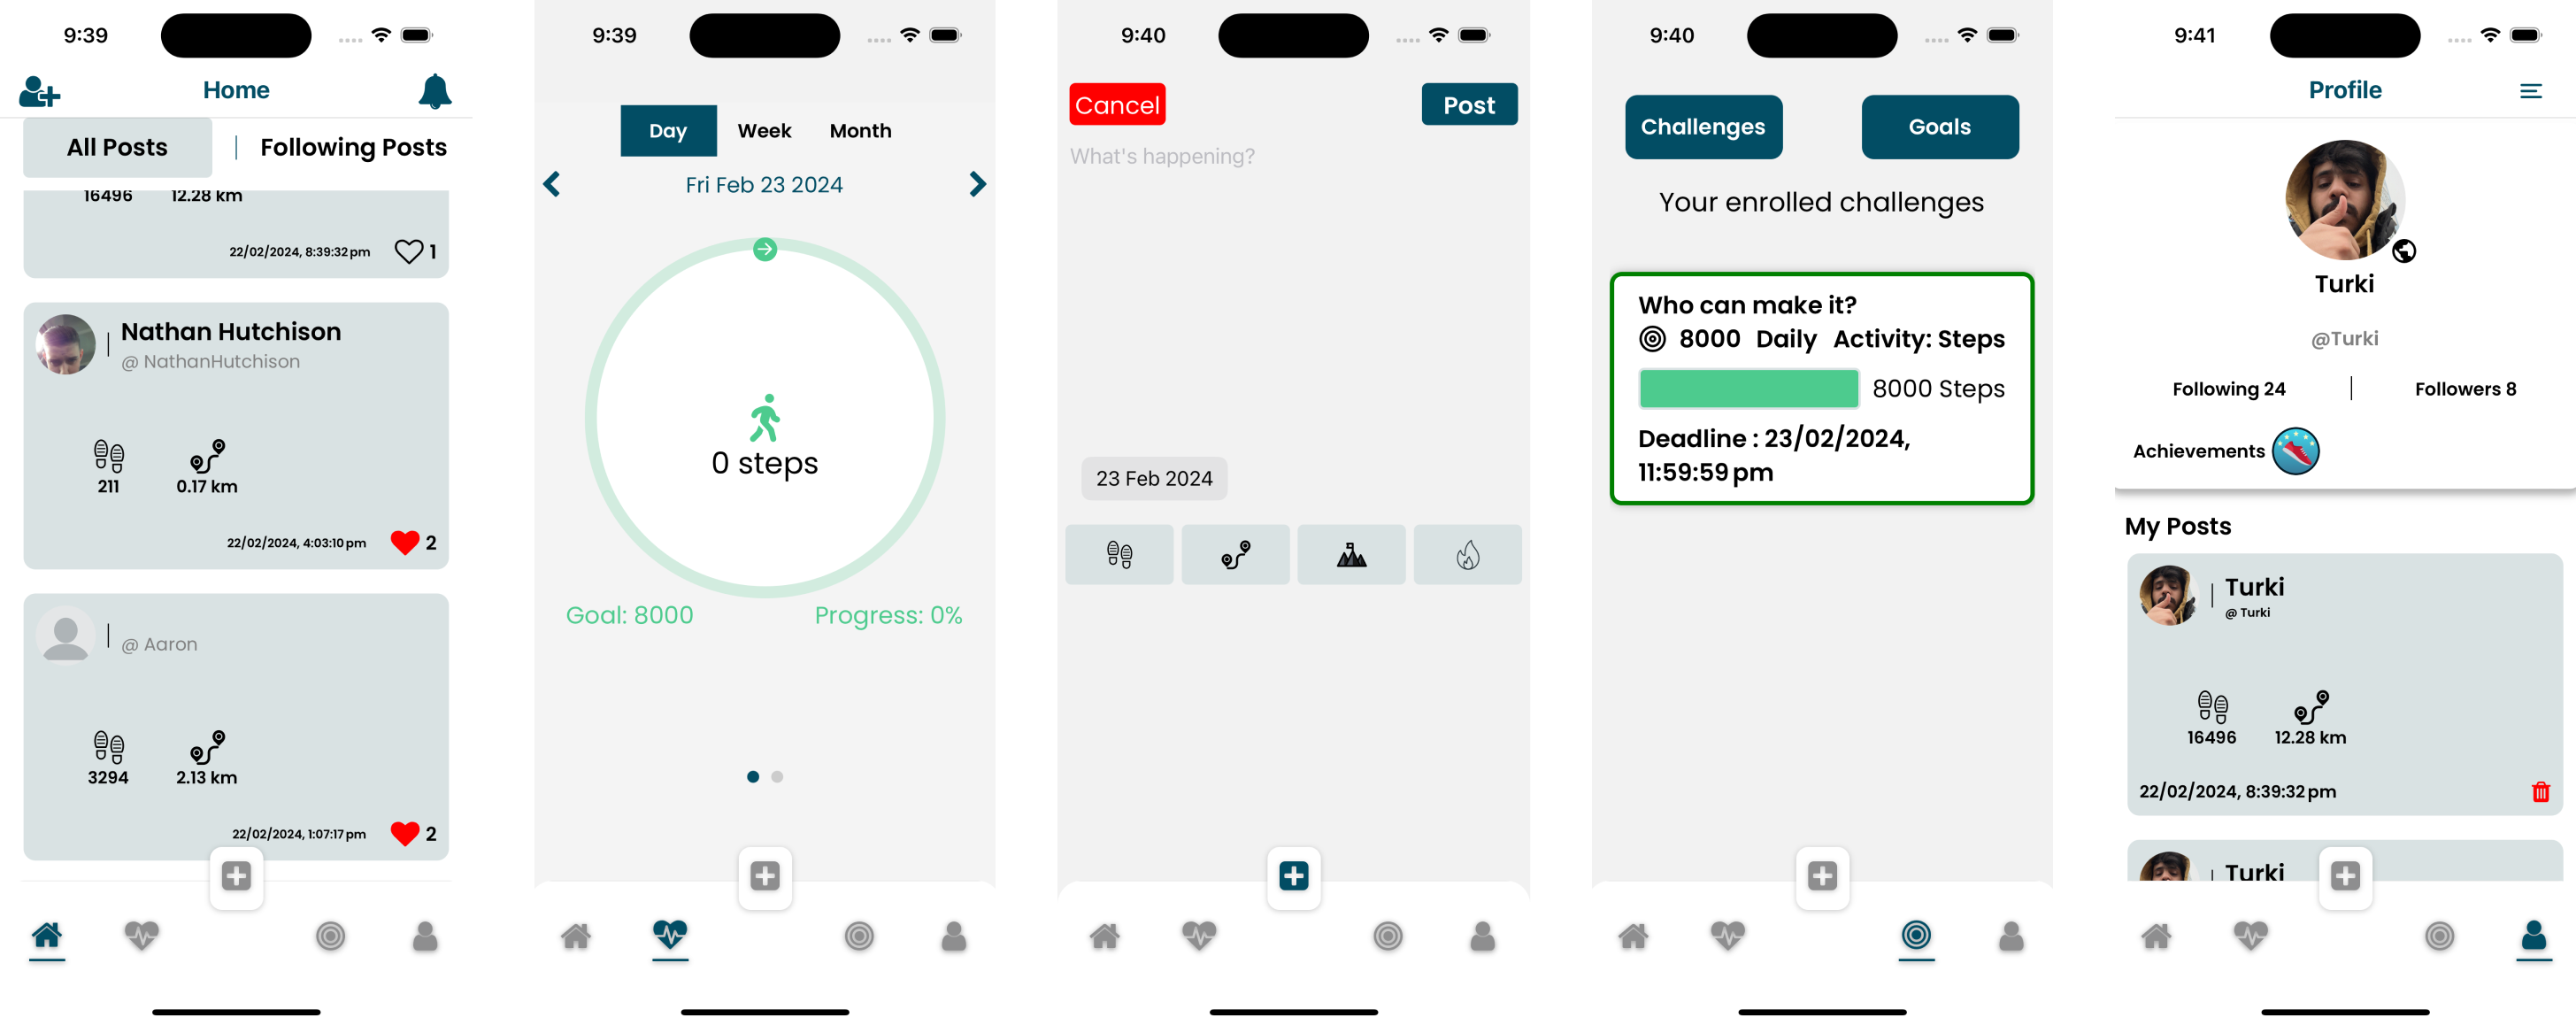 9:39
Home
All Posts | Following Posts
16496 12.28 km
22/02/2024, 8:39:32 pm 1
Nathan Hutchison
@ NathanHutchison
211 0.17 km
22/02/2024, 4:03:10 pm 2
@ Aaron
3294 2.13 km
22/02/2024, 1:07:17 pm 2
9:39
Day Week Month
Fri Feb 23 2024
0 steps
Goal: 8000 Progress: 0%
9:40
Cancel Post
What's happening?
23 Feb 2024
9:40
Challenges Goals
Your enrolled challenges
Who can make it?
8000 Daily Activity: Steps
8000 Steps
Deadline : 23/02/2024,
11:59:59 pm
9:41
Profile
Turki
@Turki
Following 24 | Followers 8
Achievements
My Posts
Turki
@ Turki
16496 12.28 km
22/02/2024, 8:39:32 pm
Turki